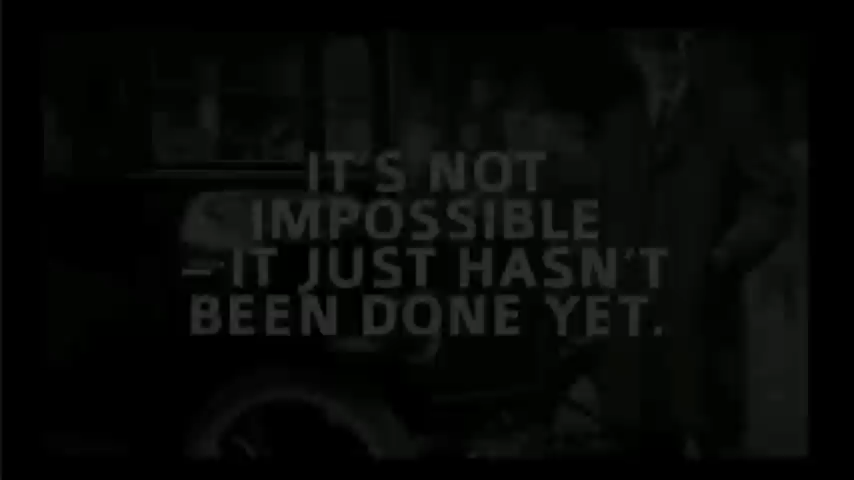 IT'S NOT
IMPOSSIBLE
– IT JUST HASN'T
BEEN DONE YET.